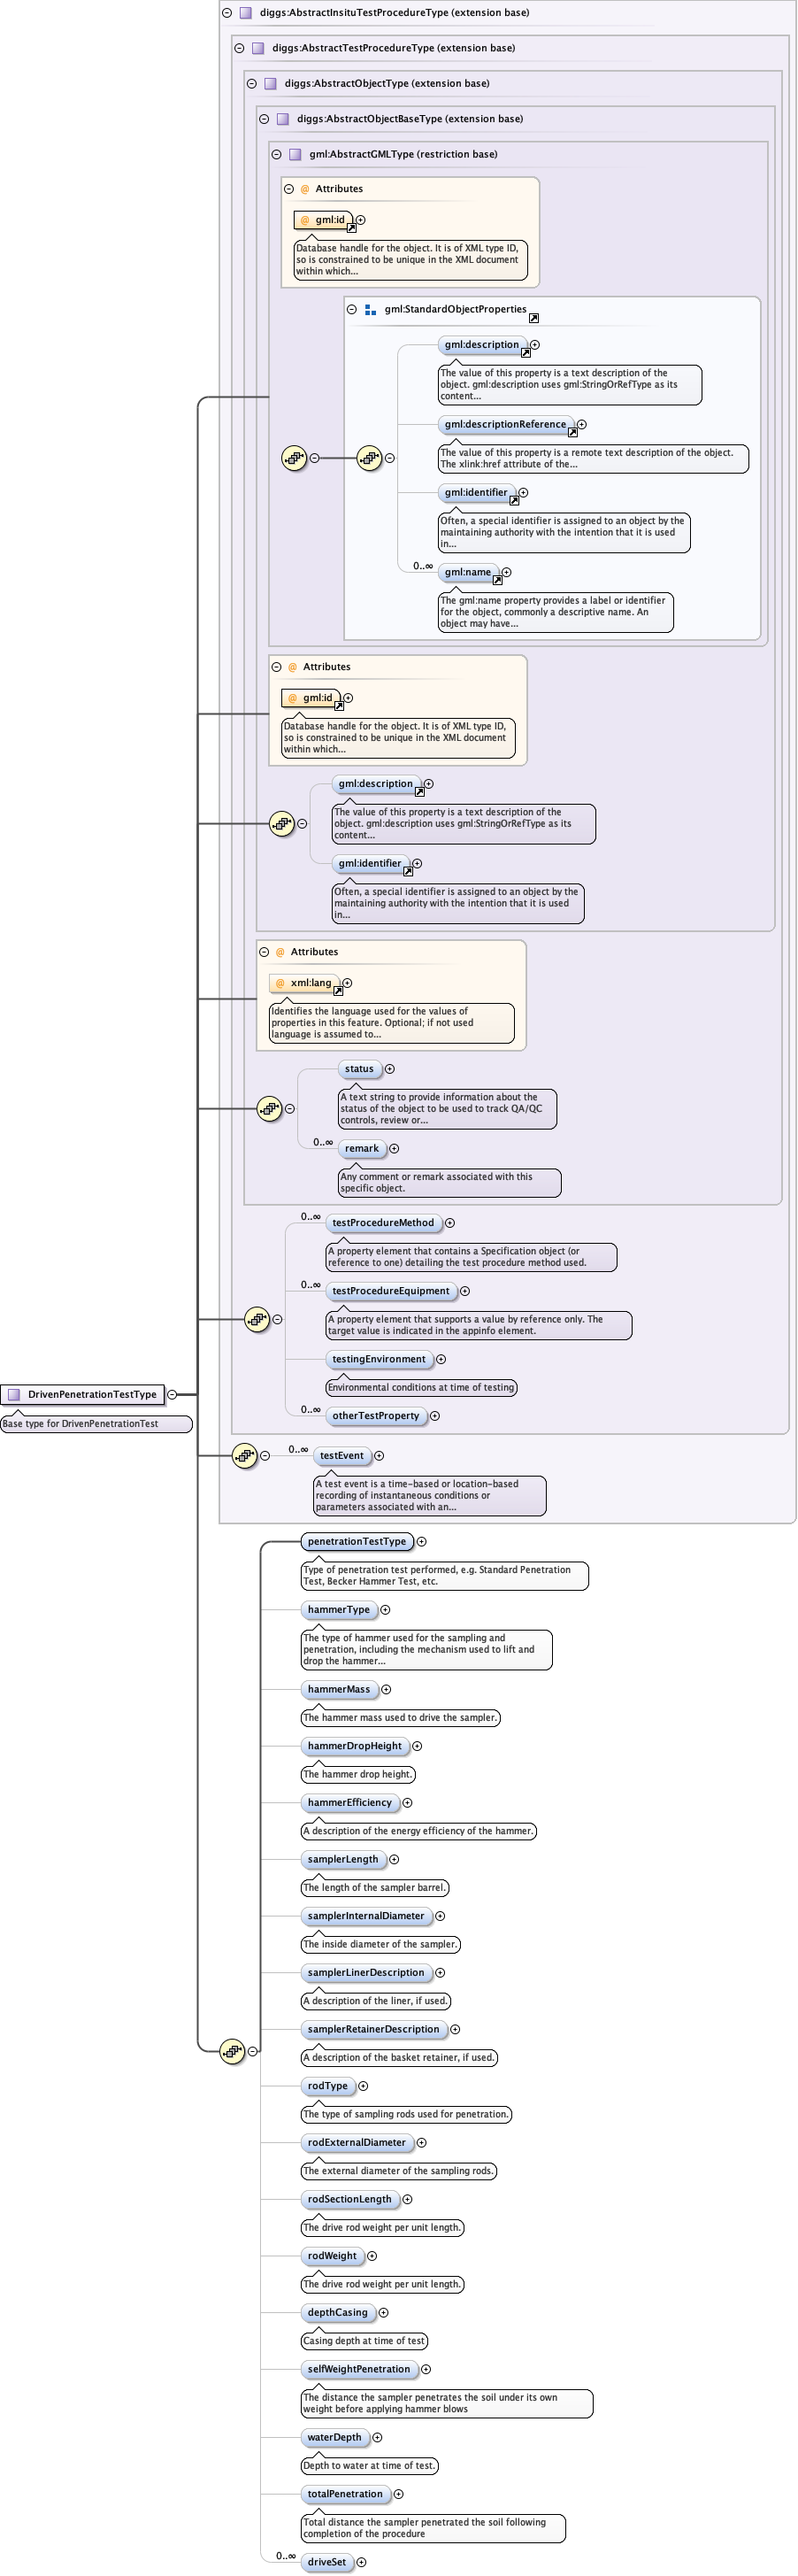 diggs:AbstractInsituTestProcedureType (extension base)
diggs:AbstractTestProcedureType (extension base)
diggs:AbstractObjectType (extension base)
diggs:AbstractObjectBaseType (extension base)
gml:AbstractGMLType (restriction base)
@ Attributes
@ gml:id
Database handle for the object. It is of XML type ID,
so is constrained to be unique in the XML document
within which...
gml:StandardObjectProperties
gml:description
The value of this property is a text description of the
object. gml:description uses gml:StringOrRefType as its
content...
gml:descriptionReference
The value of this property is a remote text description of the object.
The xlink:href attribute of the...
gml:identifier
Often, a special identifier is assigned to an object by the
maintaining authority with the intention that it is used
in...
0..∞ gml:name
The gml:name property provides a label or identifier
for the object, commonly a descriptive name. An
object may have...
@ Attributes
@ gml:id
Database handle for the object. It is of XML type ID,
so is constrained to be unique in the XML document
within which...
gml:description
The value of this property is a text description of the
object. gml:description uses gml:StringOrRefType as its
content...
gml:identifier
Often, a special identifier is assigned to an object by the
maintaining authority with the intention that it is used
in...
@ Attributes
@ xml:lang
Identifies the language used for the values of
properties in this feature. Optional; if not used
language is assumed to...
status
A text string to provide information about the
status of the object to be used to track QA/QC
controls, review or...
0..∞ remark
Any comment or remark associated with this
specific object.
0..∞ testProcedureMethod
A property element that contains a Specification object (or
reference to one) detailing the test procedure method used.
0..∞ testProcedureEquipment
A property element that supports a value by reference only. The
target value is indicated in the appinfo element.
testingEnvironment
Environmental conditions at time of testing
0..∞ otherTestProperty
DrivenPenetrationTestType
Base type for DrivenPenetrationTest
0..∞ testEvent
A test event is a time-based or location-based
recording of instantaneous conditions or
parameters associated with an...
penetrationTestType
Type of penetration test performed, e.g. Standard Penetration
Test, Becker Hammer Test, etc.
hammerType
The type of hammer used for the sampling and
penetration, including the mechanism used to lift and
drop the hammer...
hammerMass
The hammer mass used to drive the sampler.
hammerDropHeight
The hammer drop height.
hammerEfficiency
A description of the energy efficiency of the hammer.
samplerLength
The length of the sampler barrel.
samplerInternalDiameter
The inside diameter of the sampler.
samplerLinerDescription
A description of the liner, if used.
samplerRetainerDescription
A description of the basket retainer, if used.
rodType
The type of sampling rods used for penetration.
rodExternalDiameter
The external diameter of the sampling rods.
rodSectionLength
The drive rod weight per unit length.
rodWeight
The drive rod weight per unit length.
depthCasing
Casing depth at time of test
selfWeightPenetration
The distance the sampler penetrates the soil under its own
weight before applying hammer blows
waterDepth
Depth to water at time of test.
totalPenetration
Total distance the sampler penetrated the soil following
completion of the procedure
0..∞ driveSet